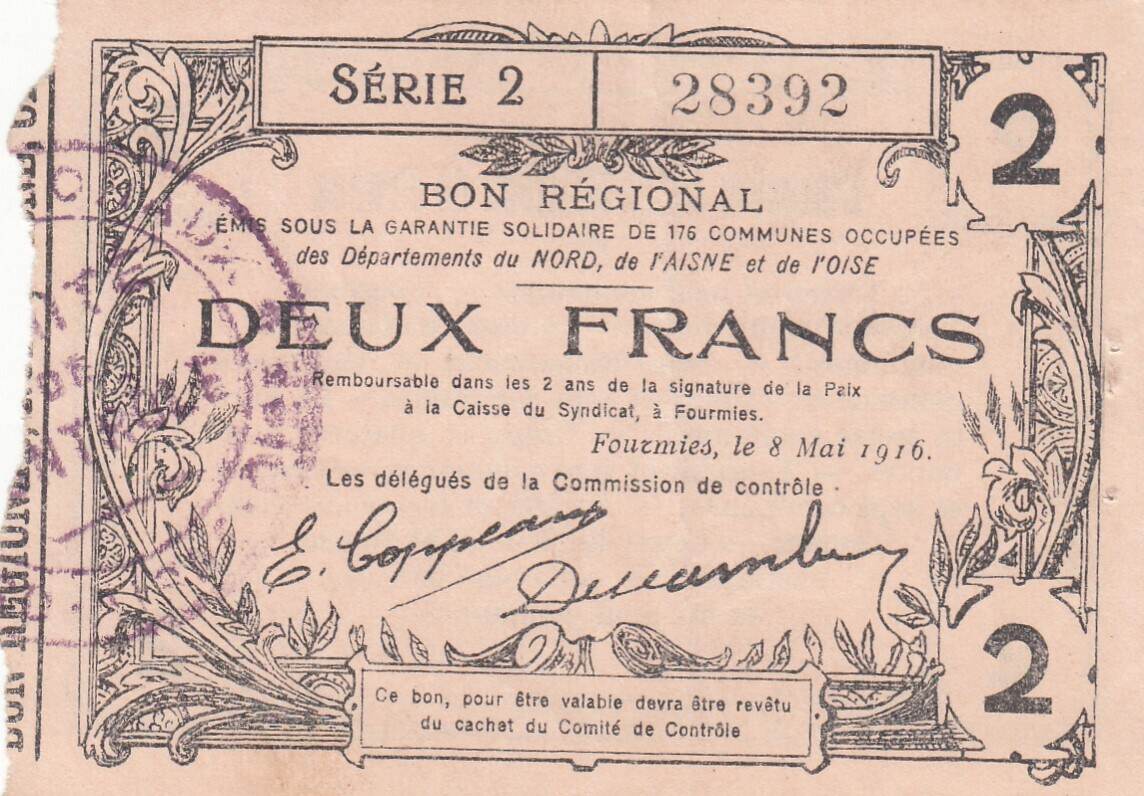 SÉRIE 2
28392
2
BON RÉGIONAL
ÉMIS SOUS LA GARANTIE SOLIDAIRE DE 176 COMMUNES OCCUPÉES
des Départements du NORD, de l'AISNE et de l'OISE
DEUX FRANCS
Remboursable dans les 2 ans de la signature de la Paix
à la Caisse du Syndicat, à Fourmies.
Fourmies, le 8 Mai 1916.
Les délégués de la Commission de contrôle
E. Coppeaux
2
Ce bon, pour être valable devra être revêtu
du cachet du Comité de Contrôle